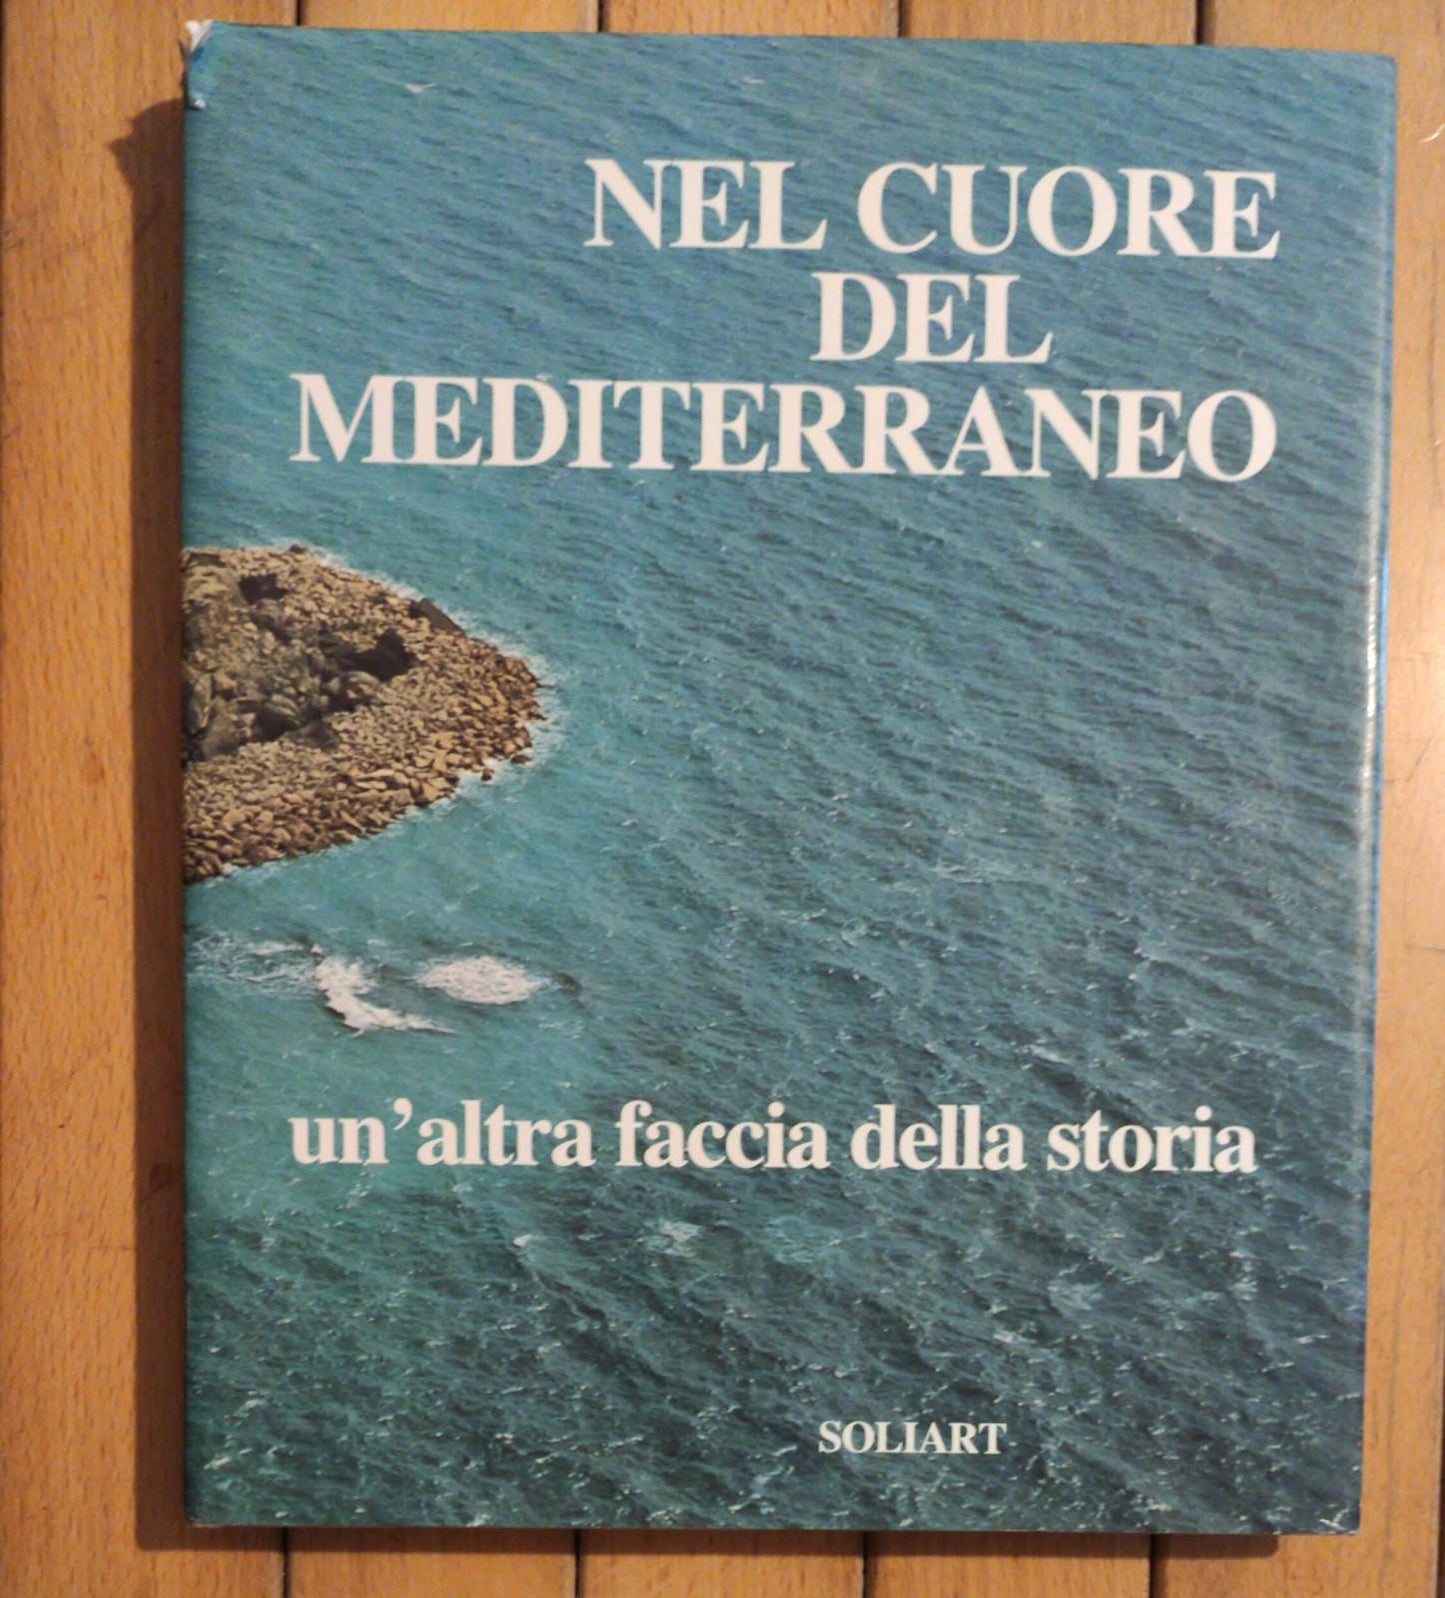 NEL CUORE
DEL
MEDITERRANEO
un'altra faccia della storia
SOLIART